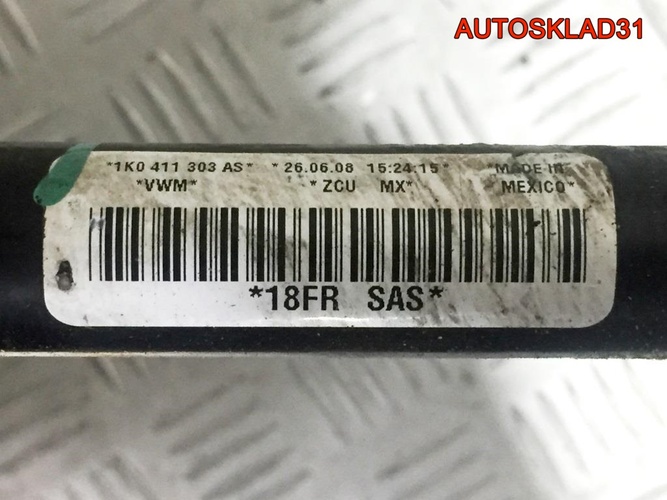 AUTOSKLAD31
*1K0 411 303 AS* *26.06.08 15:24:15* *MADE IN
*VWM* *ZCU MX* MEXICO*
*18FR SAS*